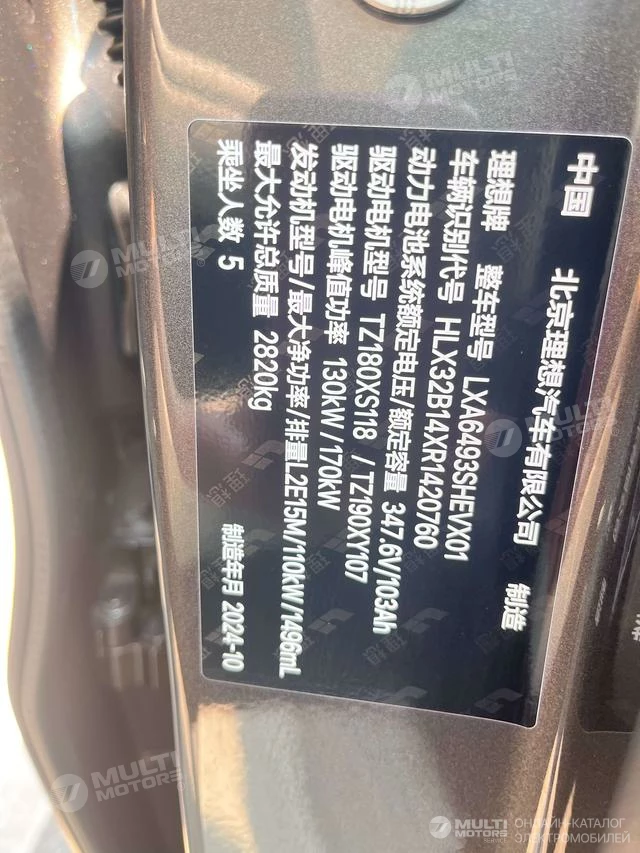 中国 北京理想汽车有限公司 制造
理想牌 整车型号 LXA6493SHEVX01
车辆识别代号 HLX32B14XR1420760
动力电池系统额定电压/额定容量 347.6V/103Ah
驱动电机型号 TZ180XS118 /TZ190XY107
驱动电机峰值功率 130kW/170kW
发动机型号/最大净功率/排量L2E15M/110kW/1496mL
最大允许总质量 2820kg
乘坐人数 5 制造年月 2024-10
MULTI MOTORS
MULTI MOTORS
MULTI MOTORS
MULTI MOTORS
MULTI MOTORS
ОНЛАЙН-КАТАЛОГ
ЭЛЕКТРОМОБИЛЕЙ